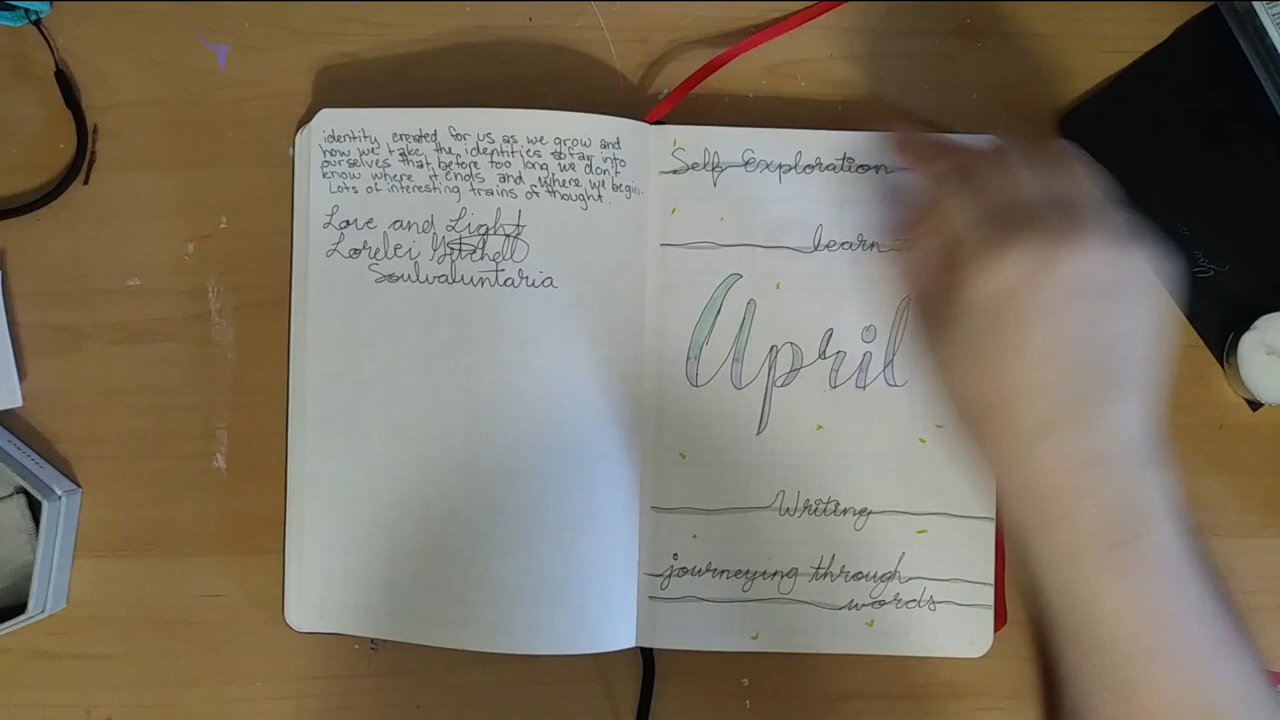 identity created for us as we grow and
how we take the identities so far into
ourselves that before too long we don't
know where it ends and where we begin.
Lots of interesting trains of thought.
Love and Light
Lorelei Gitchell
Soulvaluntaria
Self Exploration
learn
April
Writing
journeying through
words